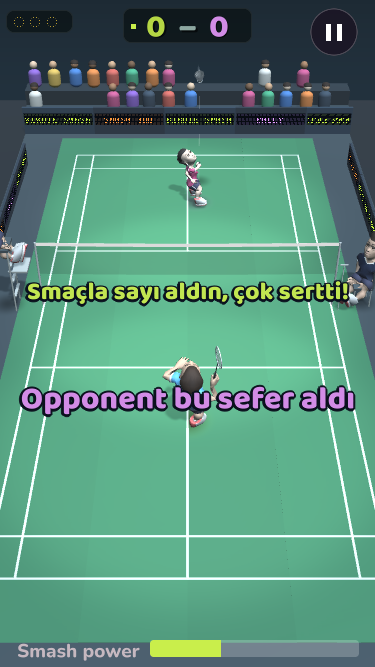 0 – 0
Smaçla sayı aldın, çok sertti!
Opponent bu sefer aldı
Smash power